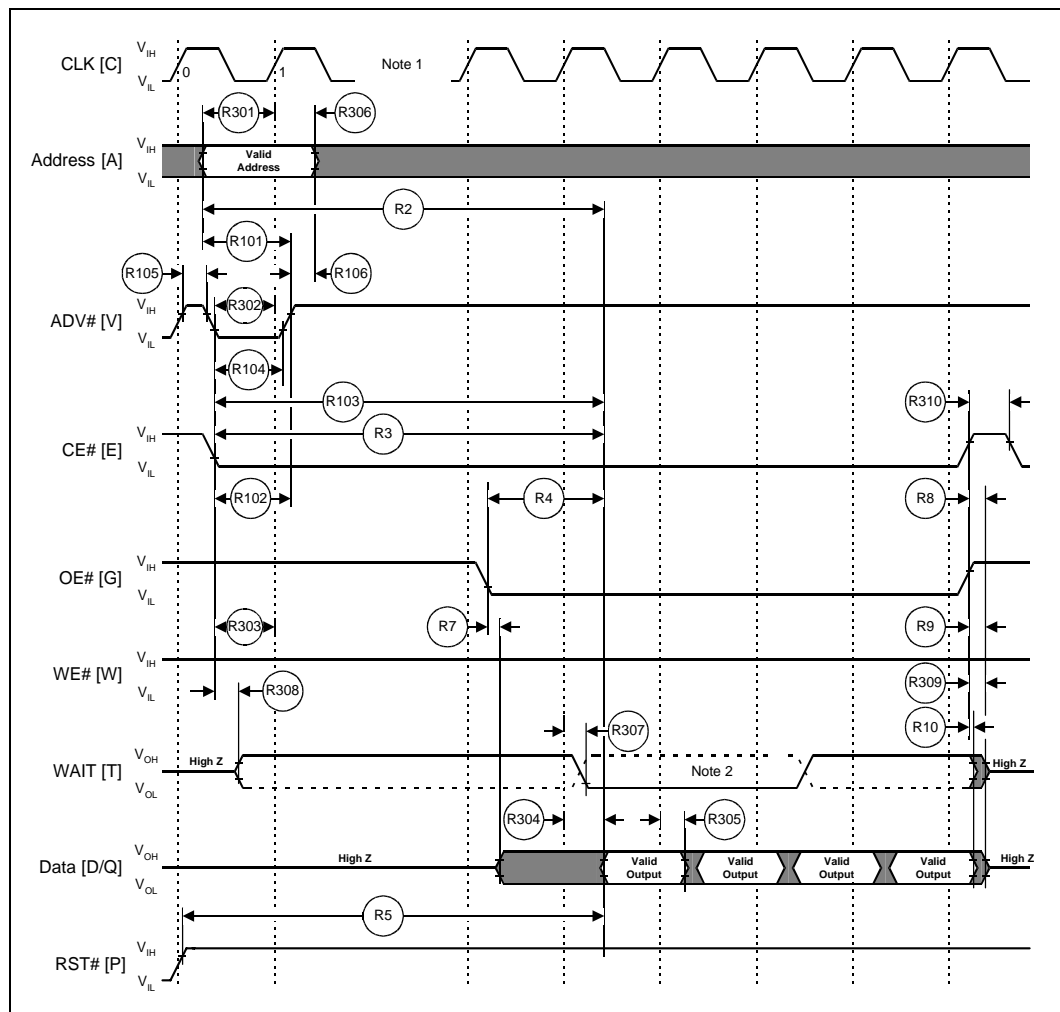 V_IH
CLK [C]
V_IL
0
1
Note 1
R301
R306
V_IH
Address [A]
V_IL
Valid
Address
R2
R101
R105
R106
V_IH
ADV# [V]
V_IL
R302
R104
R103
R310
V_IH
CE# [E]
V_IL
R3
R102
R4
R8
V_IH
OE# [G]
V_IL
R303
R7
R9
V_IH
WE# [W]
V_IL
R308
R309
R307
R10
V_OH
WAIT [T]
V_OL
High Z
Note 2
High Z
R304
R305
V_OH
Data [D/Q]
V_OL
High Z
Valid
Output
Valid
Output
Valid
Output
Valid
Output
High Z
R5
V_IH
RST# [P]
V_IL